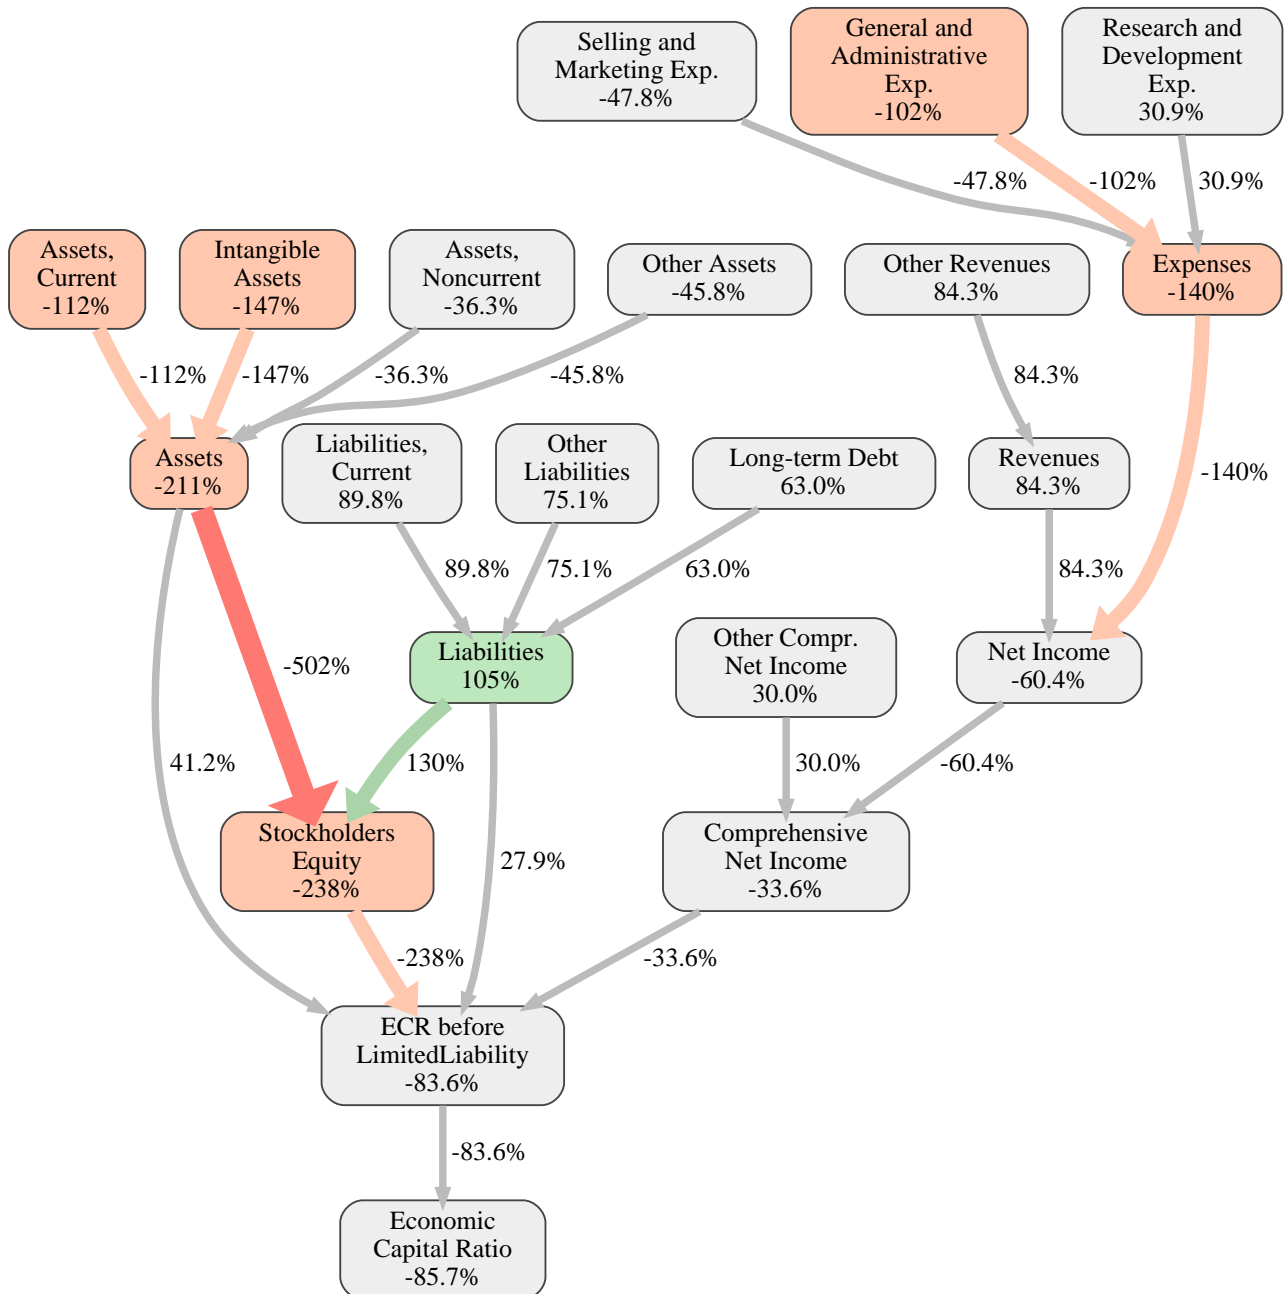 Selling and
Marketing Exp.
-47.8%
General and
Administrative
Exp.
-102%
Research and
Development
Exp.
30.9%
-47.8%
-102%
30.9%
Assets,
Current
-112%
Intangible
Assets
-147%
Assets,
Noncurrent
-36.3%
Other Assets
-45.8%
Other Revenues
84.3%
Expenses
-140%
-112%
-147%
-36.3%
-45.8%
84.3%
-140%
Assets
-211%
Liabilities,
Current
89.8%
Other
Liabilities
75.1%
Long-term Debt
63.0%
Revenues
84.3%
89.8%
75.1%
63.0%
84.3%
-502%
Liabilities
105%
Other Compr.
Net Income
30.0%
Net Income
-60.4%
41.2%
130%
27.9%
30.0%
-60.4%
Stockholders
Equity
-238%
Comprehensive
Net Income
-33.6%
-238%
-33.6%
ECR before
LimitedLiability
-83.6%
-83.6%
Economic
Capital Ratio
-85.7%